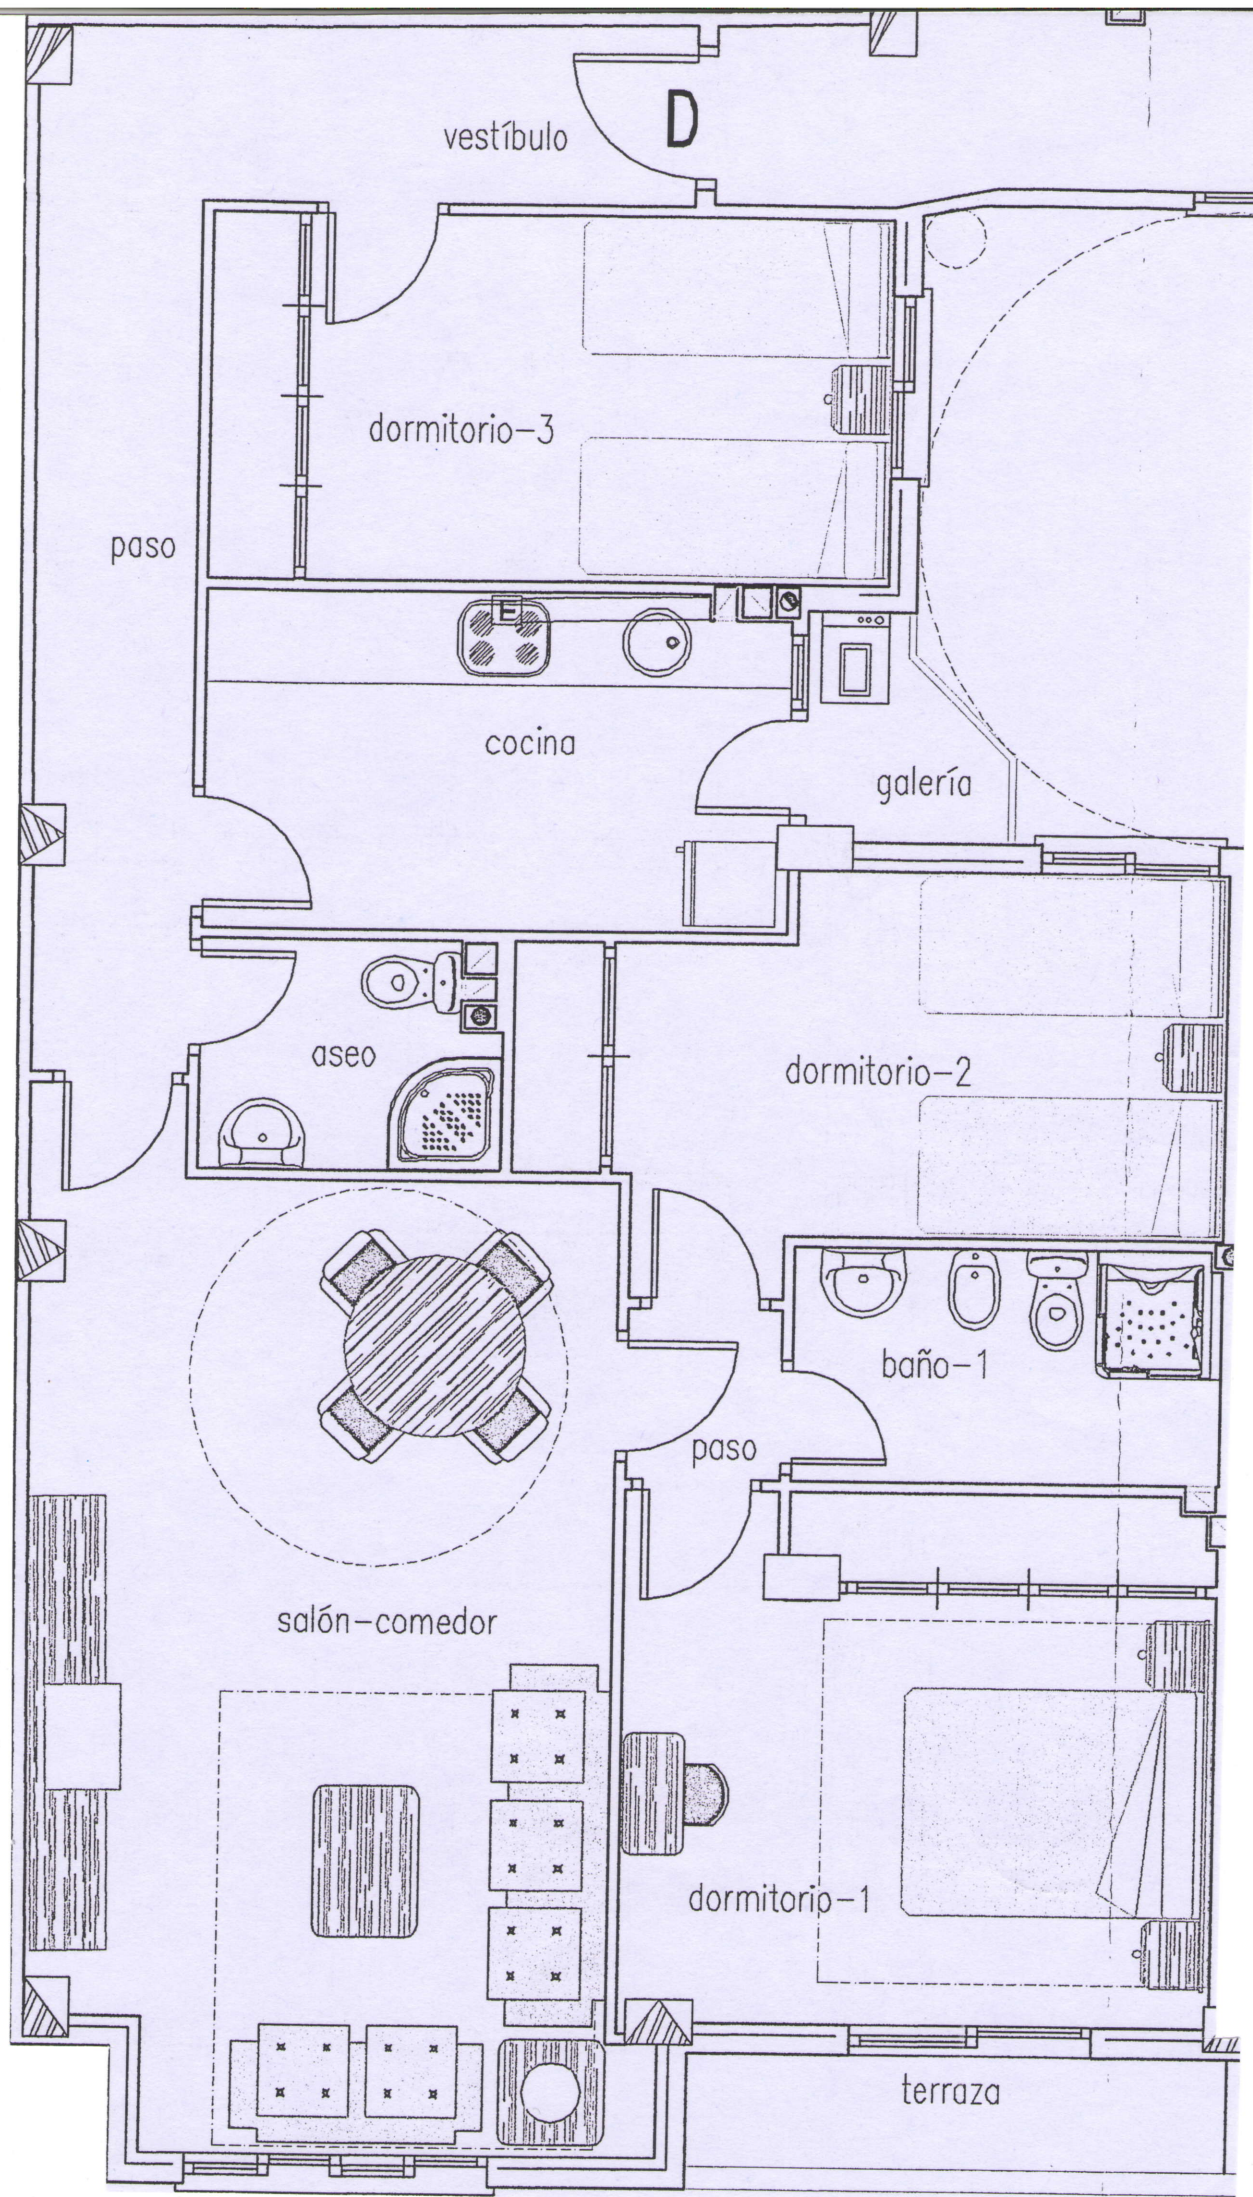 vestíbulo
D
dormitorio-3
paso
E
cocina
galería
aseo
dormitorio-2
baño-1
paso
salón-comedor
dormitorio-1
terraza